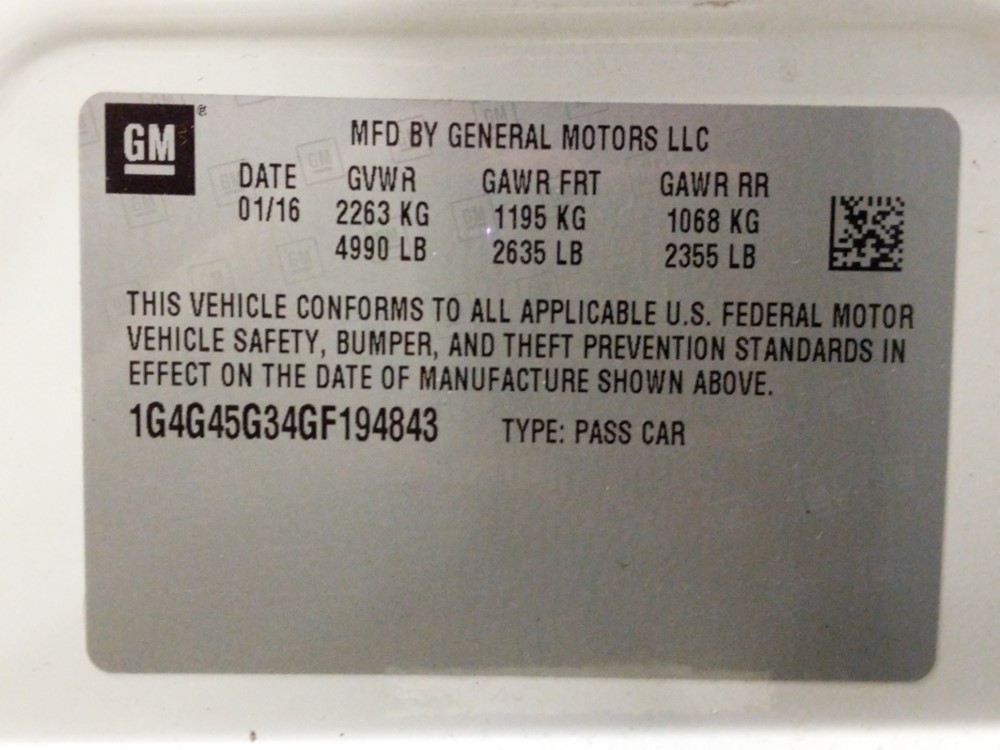 GM ®
MFD BY GENERAL MOTORS LLC
DATE GVWR GAWR FRT GAWR RR
01/16 2263 KG 1195 KG 1068 KG
4990 LB 2635 LB 2355 LB
THIS VEHICLE CONFORMS TO ALL APPLICABLE U.S. FEDERAL MOTOR
VEHICLE SAFETY, BUMPER, AND THEFT PREVENTION STANDARDS IN
EFFECT ON THE DATE OF MANUFACTURE SHOWN ABOVE.
1G4G45G34GF194843 TYPE: PASS CAR